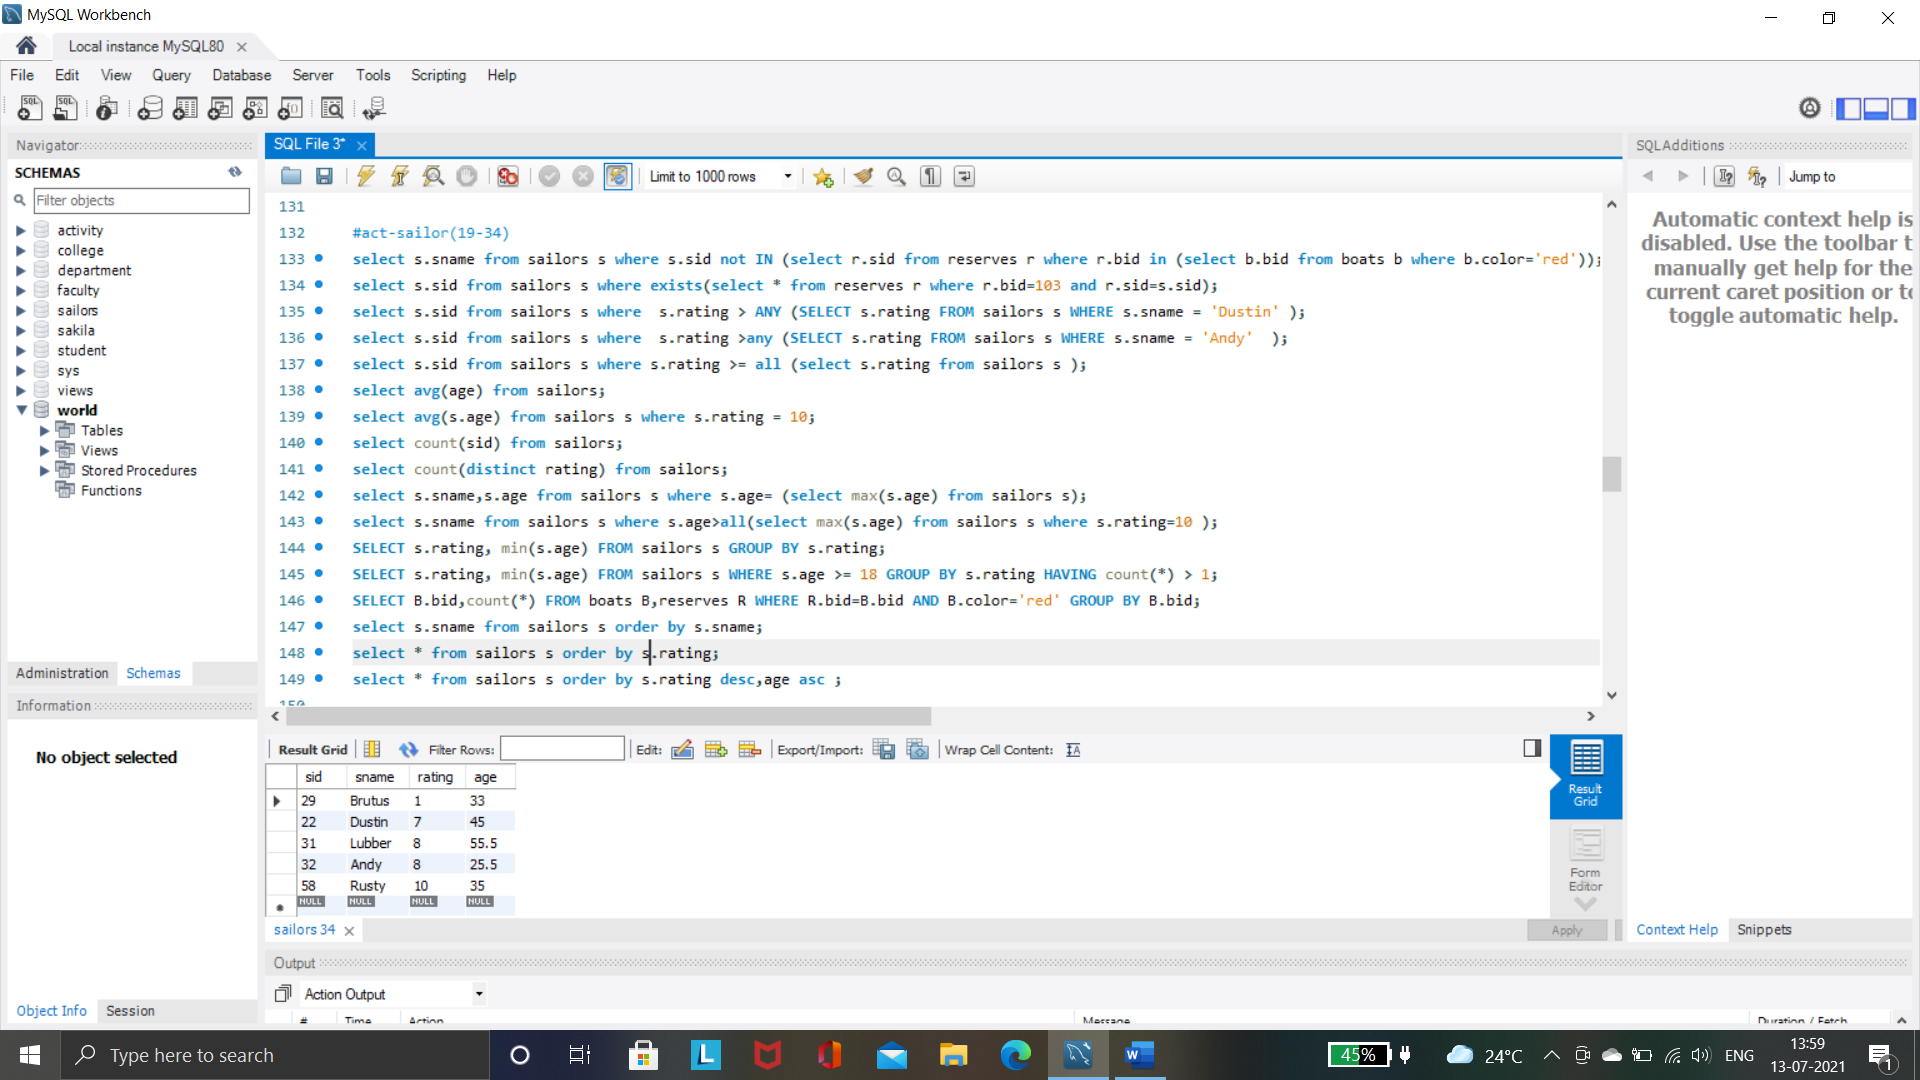 MySQL Workbench
Local instance MySQL80
File Edit View Query Database Server Tools Scripting Help
Navigator
SCHEMAS
Filter objects
activity
college
department
faculty
sailors
sakila
student
sys
views
world
Tables
Views
Stored Procedures
Functions
Administration Schemas
Information
No object selected
Object Info Session
SQL File 3*
Limit to 1000 rows
131
132 #act-sailor(19-34)
133 select s.sname from sailors s where s.sid not IN (select r.sid from reserves r where r.bid in (select b.bid from boats b where b.color='red'));
134 select s.sid from sailors s where exists(select * from reserves r where r.bid=103 and r.sid=s.sid);
135 select s.sid from sailors s where  s.rating > ANY (SELECT s.rating FROM sailors s WHERE s.sname = 'Dustin' );
136 select s.sid from sailors s where  s.rating >any (SELECT s.rating FROM sailors s WHERE s.sname = 'Andy'  );
137 select s.sid from sailors s where s.rating >= all (select s.rating from sailors s );
138 select avg(age) from sailors;
139 select avg(s.age) from sailors s where s.rating = 10;
140 select count(sid) from sailors;
141 select count(distinct rating) from sailors;
142 select s.sname,s.age from sailors s where s.age= (select max(s.age) from sailors s);
143 select s.sname from sailors s where s.age>all(select max(s.age) from sailors s where s.rating=10 );
144 SELECT s.rating, min(s.age) FROM sailors s GROUP BY s.rating;
145 SELECT s.rating, min(s.age) FROM sailors s WHERE s.age >= 18 GROUP BY s.rating HAVING count(*) > 1;
146 SELECT B.bid,count(*) FROM boats B,reserves R WHERE R.bid=B.bid AND B.color='red' GROUP BY B.bid;
147 select s.sname from sailors s order by s.sname;
148 select * from sailors s order by s.rating;
149 select * from sailors s order by s.rating desc,age asc ;
150
Result Grid Filter Rows: Edit: Export/Import: Wrap Cell Content:
sid sname rating age
29 Brutus 1 33
22 Dustin 7 45
31 Lubber 8 55.5
32 Andy 8 25.5
58 Rusty 10 35
NULL NULL NULL NULL
Result Grid
Form Editor
sailors 34
Apply
Output
Action Output
# Time Action Message Duration / Fetch
SQLAdditions
Jump to
Automatic context help is
disabled. Use the toolbar t
manually get help for the
current caret position or to
toggle automatic help.
Context Help Snippets
Type here to search
45%
24°C
ENG
13:59
13-07-2021
1